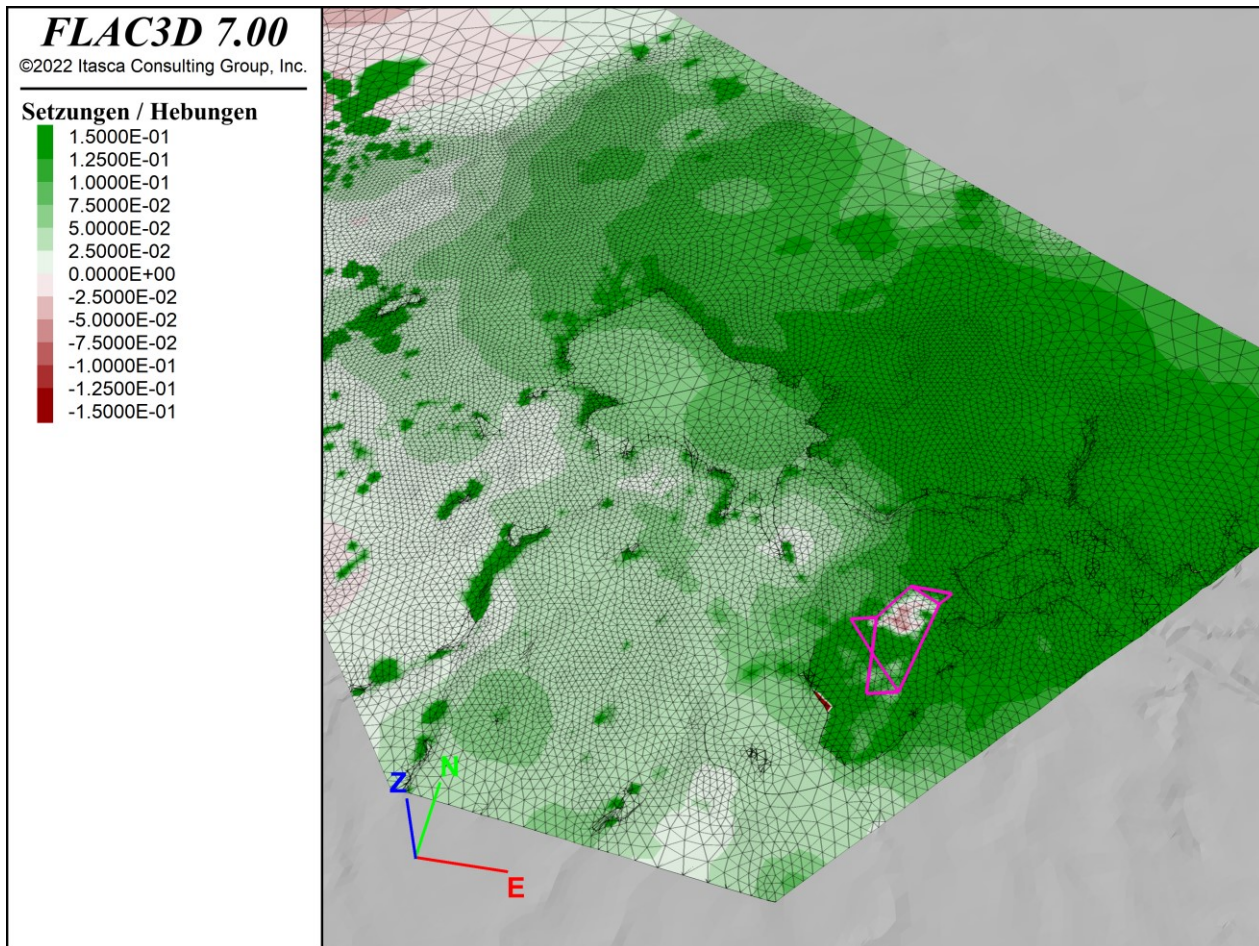 FLAC3D 7.00
©2022 Itasca Consulting Group, Inc.
Setzungen / Hebungen
1.5000E-01
1.2500E-01
1.0000E-01
7.5000E-02
5.0000E-02
2.5000E-02
0.0000E+00
-2.5000E-02
-5.0000E-02
-7.5000E-02
-1.0000E-01
-1.2500E-01
-1.5000E-01
Z
N
E